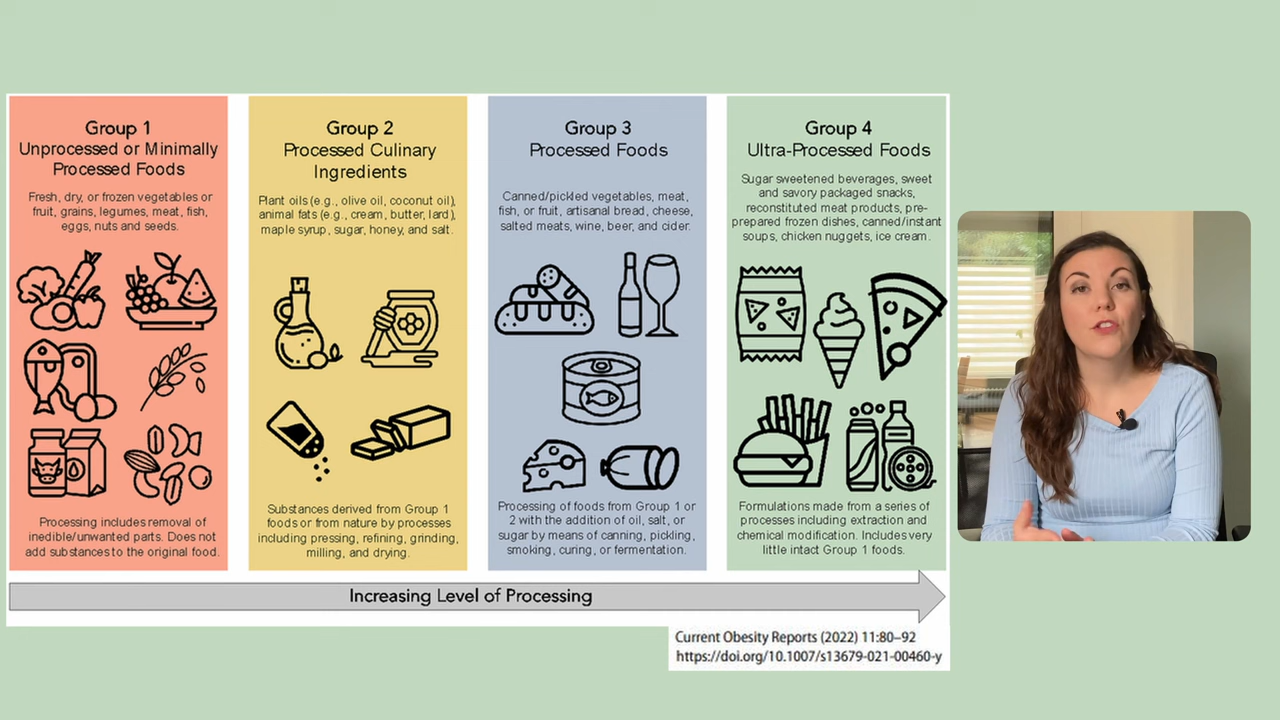 Group 1
Unprocessed or Minimally
Processed Foods
Fresh, dry, or frozen vegetables or
fruit, grains, legumes, meat, fish,
eggs, nuts and seeds.
Processing includes removal of
inedible/unwanted parts. Does not
add substances to the original food.
Group 2
Processed Culinary
Ingredients
Plant oils (e.g., olive oil, coconut oil),
animal fats (e.g., cream, butter, lard),
maple syrup, sugar, honey, and salt.
Substances derived from Group 1
foods or from nature by processes
including pressing, refining, grinding,
milling, and drying.
Group 3
Processed Foods
Canned/pickled vegetables, meat,
fish, or fruit, artisanal bread, cheese,
salted meats, wine, beer, and cider.
Processing of foods from Group 1 or
2 with the addition of oil, salt, or
sugar by means of canning, pickling,
smoking, curing, or fermentation.
Group 4
Ultra-Processed Foods
Sugar sweetened beverages, sweet
and savory packaged snacks,
reconstituted meat products, pre-
prepared frozen dishes, canned/instant
soups, chicken nuggets, ice cream.
Formulations made from a series of
processes including extraction and
chemical modification. Includes very
little intact Group 1 foods.
Increasing Level of Processing
Current Obesity Reports (2022) 11:80–92
https://doi.org/10.1007/s13679-021-00460-y